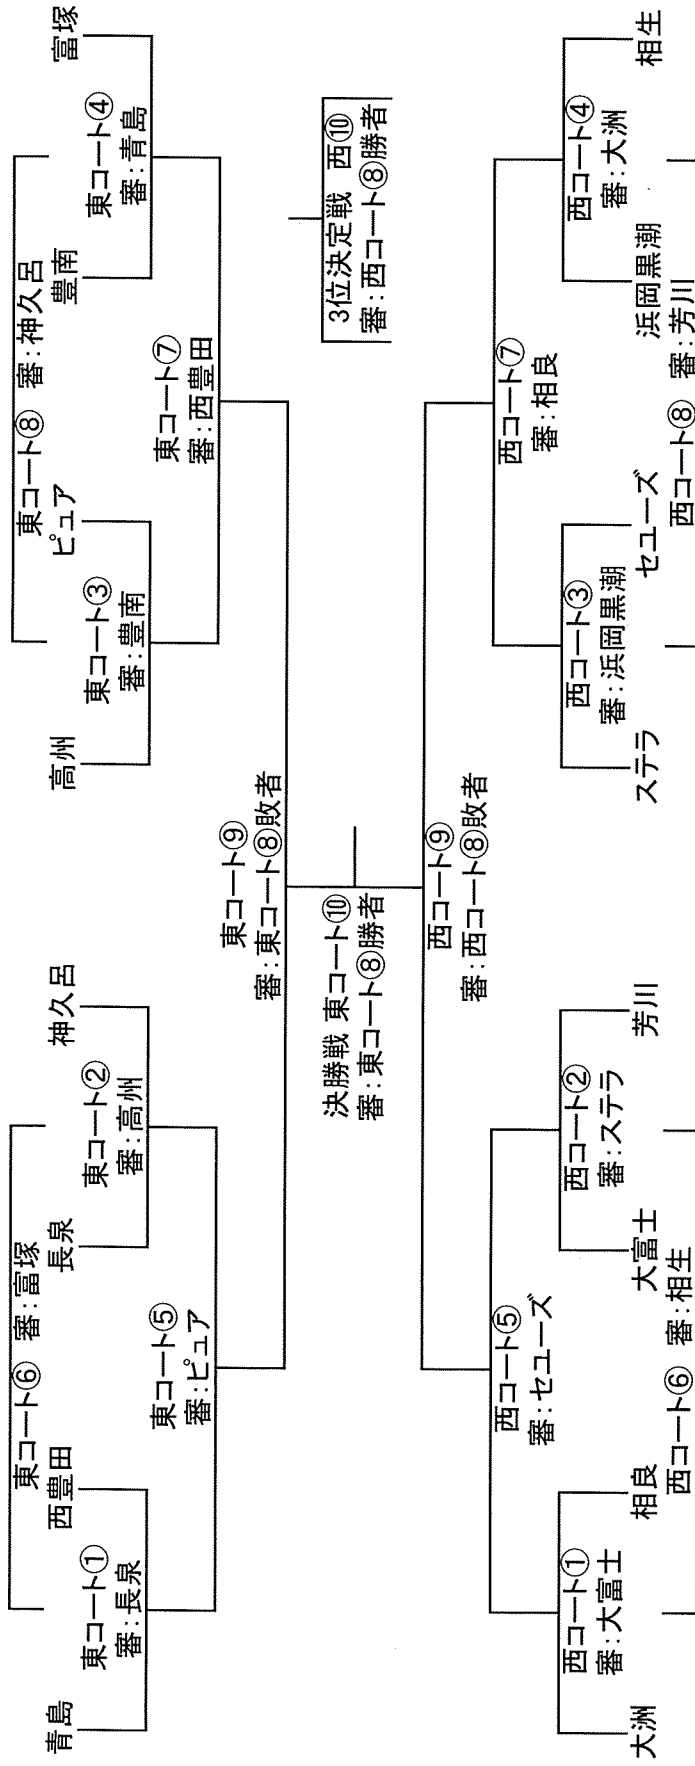 青島
西豊田
長泉
神久呂
高州
ピュア
豊南
富塚
東コート⑥ 審:富塚
東コート⑧ 審:神久呂
東コート①
審:長泉
東コート②
審:高州
東コート③
審:豊南
東コート④
審:青島
東コート⑤
審:ピュア
東コート⑦
審:西豊田
東コート⑨
審:東コート⑧敗者
決勝戦 東コート⑩
審:東コート⑧勝者
3位決定戦 西⑩
審:西コート⑧勝者
西コート⑨
審:西コート⑧敗者
西コート⑤
審:セユーズ
西コート⑦
審:相良
西コート①
審:大富士
西コート②
審:ステラ
西コート③
審:浜岡黒潮
西コート④
審:大洲
大洲
相良
大富士
芳川
ステラ
セユーズ
浜岡黒潮
相生
西コート⑥ 審:相生
西コート⑧ 審:芳川